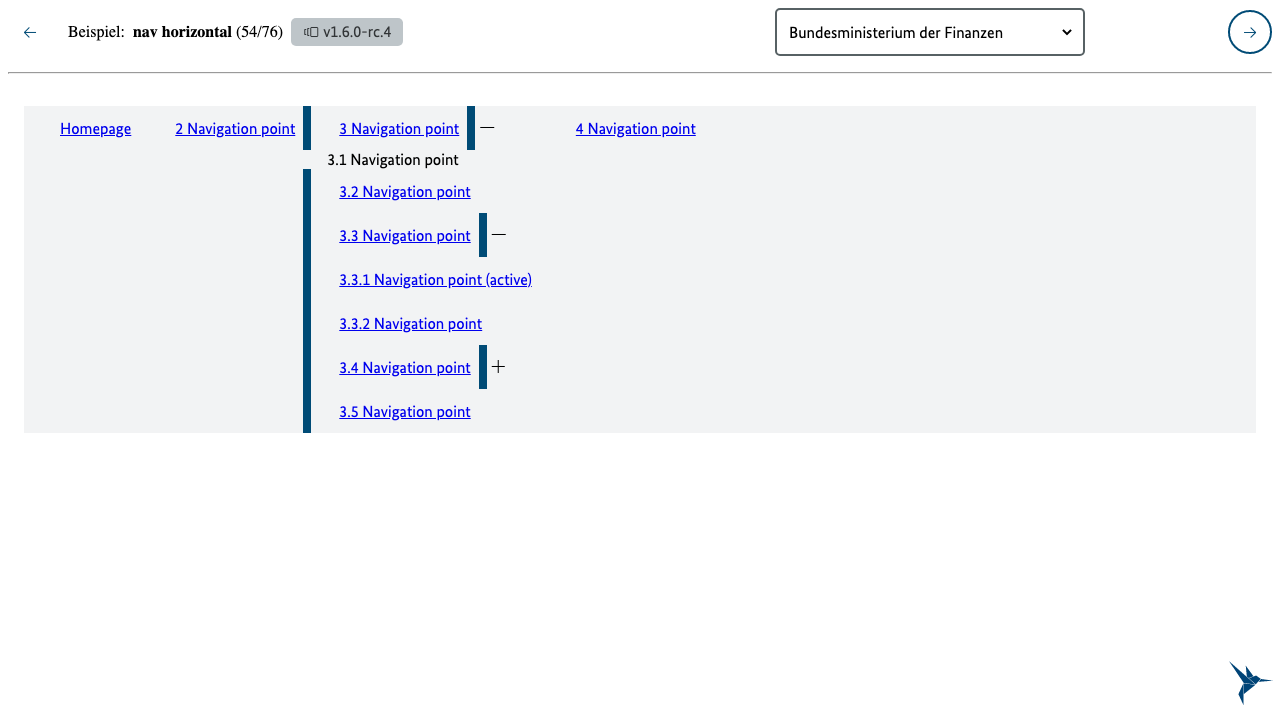 Beispiel: nav horizontal (54/76) v1.6.0-rc.4 Bundesministerium der Finanzen
Homepage 2 Navigation point 3 Navigation point 4 Navigation point
3.1 Navigation point
3.2 Navigation point
3.3 Navigation point
3.3.1 Navigation point (active)
3.3.2 Navigation point
3.4 Navigation point
3.5 Navigation point